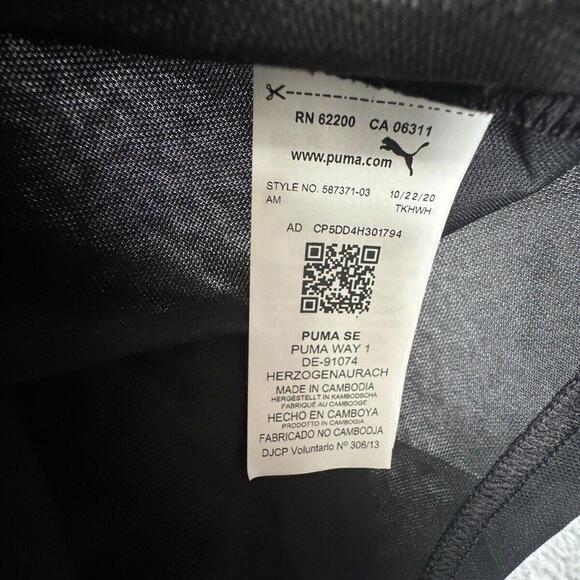 RN 62200 CA 06311
www.puma.com
STYLE NO. 587371-03 10/22/20
AM TKHWH
AD CP5DD4H301794
PUMA SE
PUMA WAY 1
DE-91074
HERZOGENAURACH
MADE IN CAMBODIA
HERGESTELLT IN KAMBODSCHA
FABRIQUÉ AU CAMBODGE
HECHO EN CAMBOYA
PRODOTTO IN CAMBOGIA
FABRICADO NO CAMBODJA
DJCP Voluntario Nº 306/13